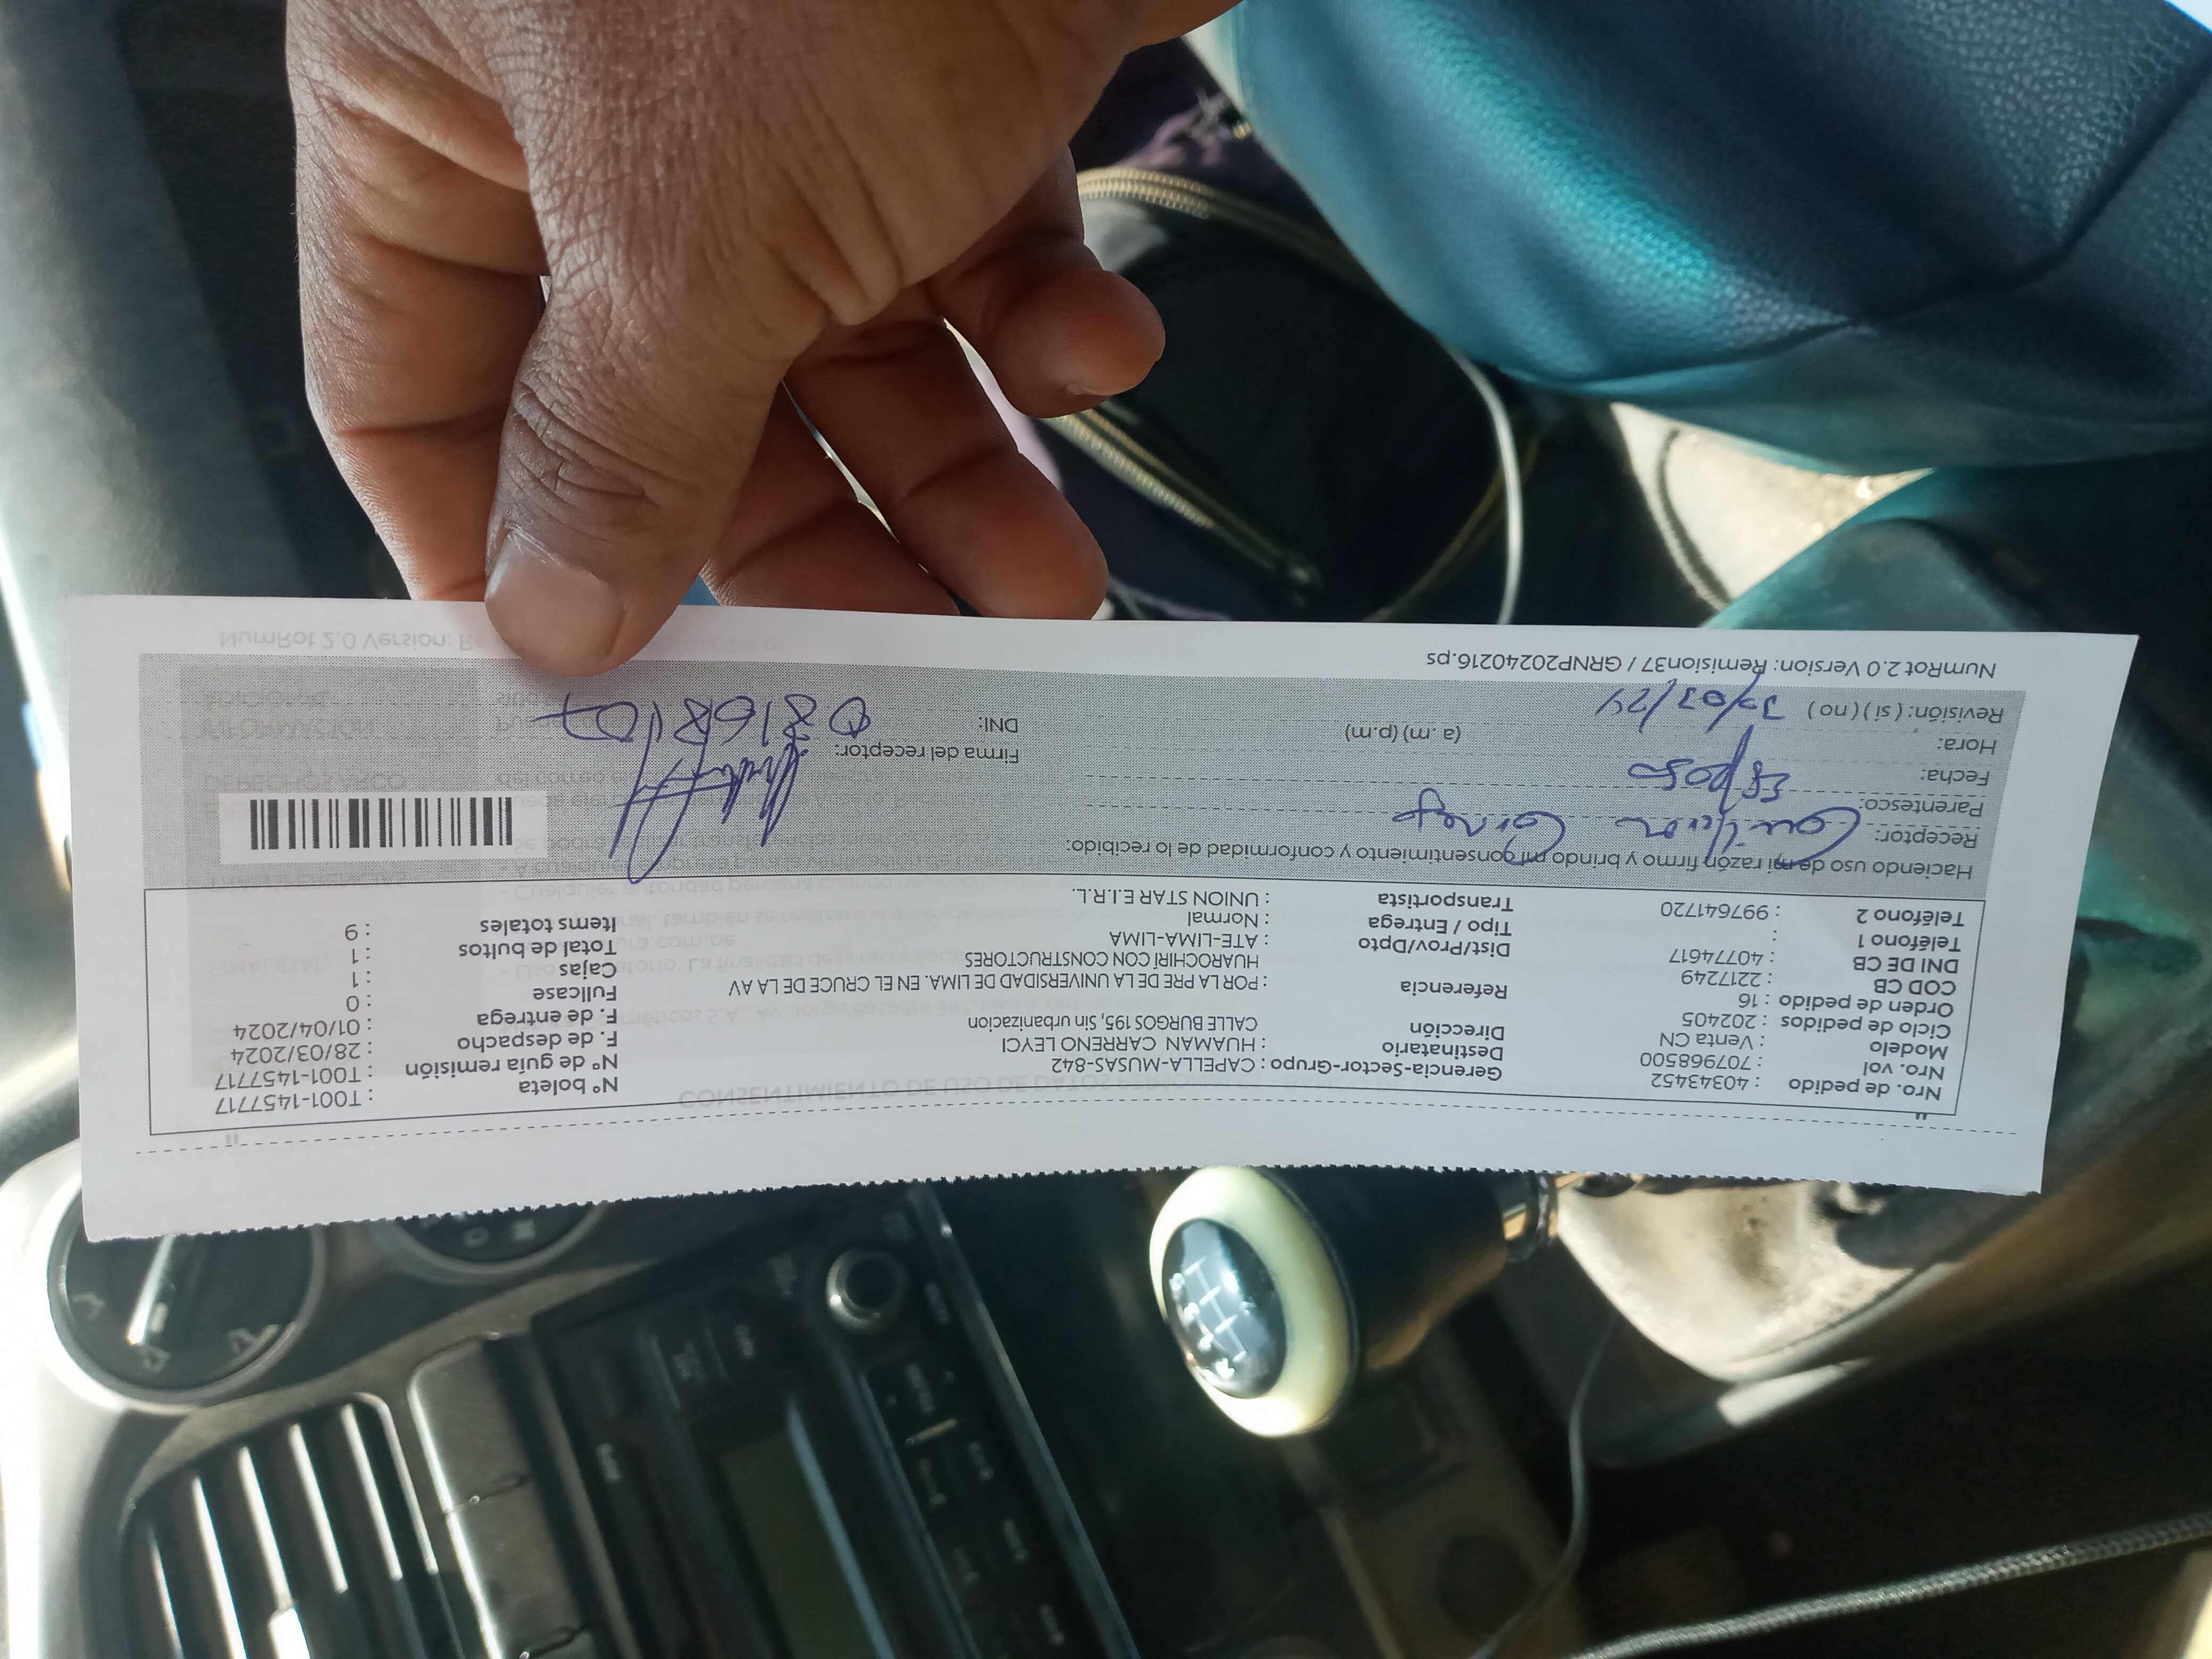 Nro. de pedido : 40343452
Nro. vol : 707968500
Modelo : Venta CN
Ciclo de pedidos : 202405
Orden de pedido : 16
COD CB : 2217249
DNI DE CB : 40774617
Teléfono 1 :
Teléfono 2 : 997641720
Gerencia-Sector-Grupo : CAPELLA-MUSAS-842
Destinatario : HUAMAN CARRENO LEYCI
Dirección CALLE BURGUS 195, Sin urbanizacion
Referencia : POR LA PRE DE LA UNIVERSIDAD DE LIMA. EN EL CRUCE DE LA AV
HUAROCHIRÍ CON CONSTRUCTORES
Dist/Prov/Dpto : ATE-LIMA-LIMA
Tipo / Entrega : Normal
Transportista : UNION STAR E.I.R.L.
N° boleta : T001-1457717
N° de guía remisión : T001-1457717
F. de despacho : 28/03/2024
F. de entrega : 01/04/2024
Fullcase : 0
Cajas : 1
Total de bultos : 1
Items totales : 9
Haciendo uso de mi razón firmo y brindo mi consentimiento y conformidad de lo recibido:
Receptor:
Parentesco: Esposo
Fecha:
Hora: (a. m) (p.m)
Revisión: ( si ) ( no )
Firma del receptor:
DNI:
NumRot 2.0 Version: Remision37 / GRNP20240216.ps